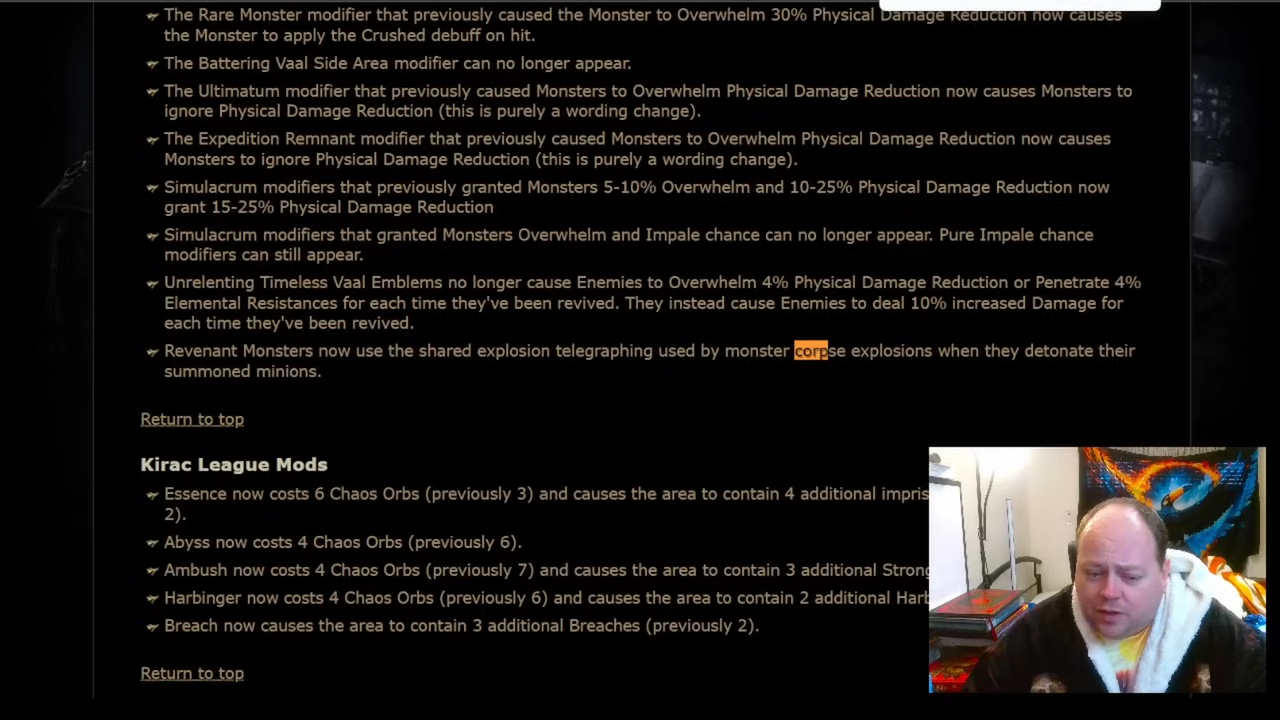 The Rare Monster modifier that previously caused the Monster to Overwhelm 30% Physical Damage Reduction now causes
the Monster to apply the Crushed debuff on hit.
The Battering Vaal Side Area modifier can no longer appear.
The Ultimatum modifier that previously caused Monsters to Overwhelm Physical Damage Reduction now causes Monsters to
ignore Physical Damage Reduction (this is purely a wording change).
The Expedition Remnant modifier that previously caused Monsters to Overwhelm Physical Damage Reduction now causes
Monsters to ignore Physical Damage Reduction (this is purely a wording change).
Simulacrum modifiers that previously granted Monsters 5-10% Overwhelm and 10-25% Physical Damage Reduction now
grant 15-25% Physical Damage Reduction
Simulacrum modifiers that granted Monsters Overwhelm and Impale chance can no longer appear. Pure Impale chance
modifiers can still appear.
Unrelenting Timeless Vaal Emblems no longer cause Enemies to Overwhelm 4% Physical Damage Reduction or Penetrate 4%
Elemental Resistances for each time they've been revived. They instead cause Enemies to deal 10% increased Damage for
each time they've been revived.
Revenant Monsters now use the shared explosion telegraphing used by monster corpse explosions when they detonate their
summoned minions.
Return to top
Kirac League Mods
Essence now costs 6 Chaos Orbs (previously 3) and causes the area to contain 4 additional impris
2).
Abyss now costs 4 Chaos Orbs (previously 6).
Ambush now costs 4 Chaos Orbs (previously 7) and causes the area to contain 3 additional Strong
Harbinger now costs 4 Chaos Orbs (previously 6) and causes the area to contain 2 additional Harb
Breach now causes the area to contain 3 additional Breaches (previously 2).
Return to top